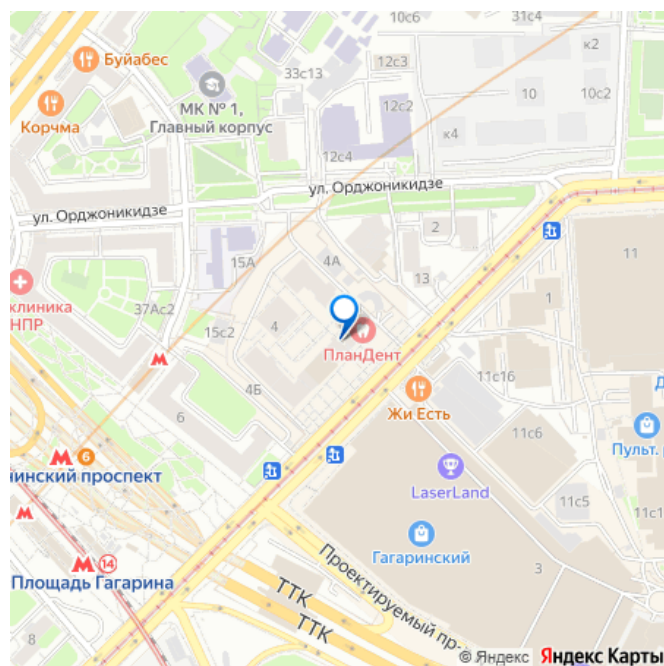 10с6
31с4
Буйабес
33с13
12с3
к2
МК № 1,
Главный корпус
10
10с2
Корчма
12с2
к4
12с4
ул. Орджоникидзе
ул. Орджоникидзе
2
11
15А
4А
13
клиника
НПР
37Ас2
1
15с2
4
ПланДент
4Б
11с16
Жи Есть
6
11с6
Пульт.
6
нинский проспект
LaserLand
11с5
Гагаринский
14
3
Площадь Гагарина
Проектируемый пр-
ТТК
ТТК
8
© Яндекс Яндекс Карты